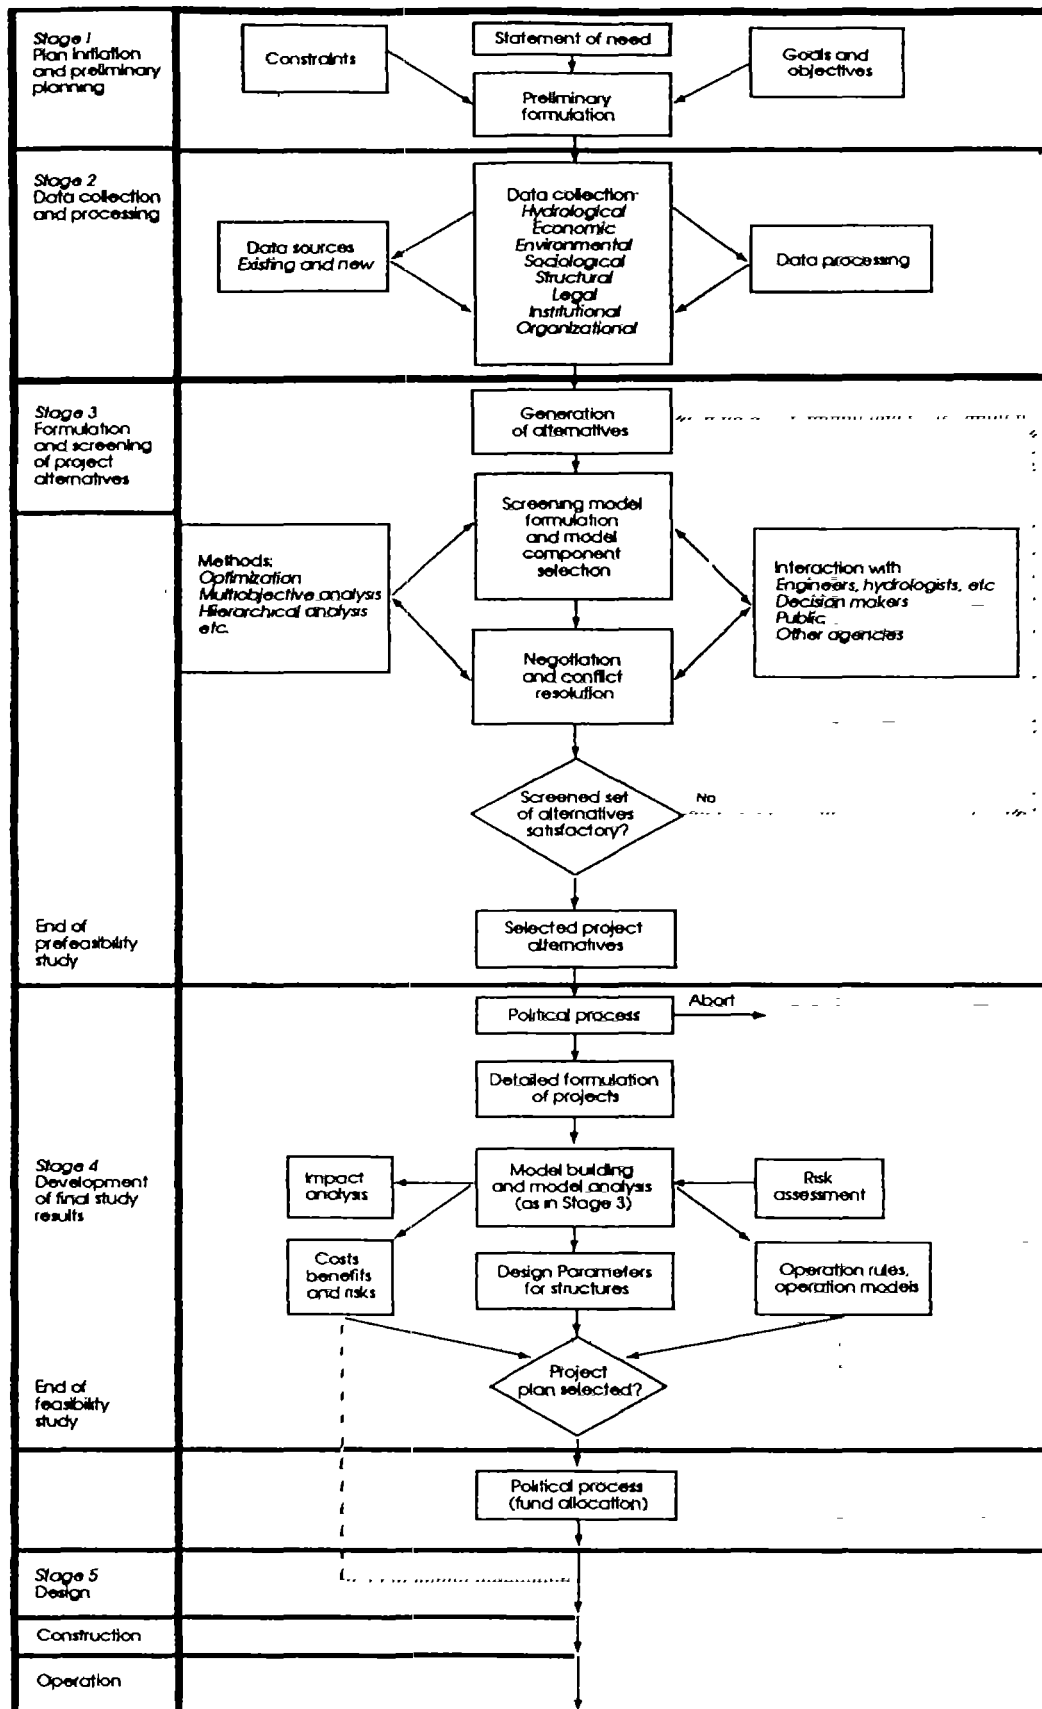 Stage 1
Plan initiation
and preliminary
planning
Constraints
Statement of need
Goals and
objectives
Preliminary
formulation
Stage 2
Data collection
and processing
Data sources
Existing and new
Data collection
Hydrological
Economic
Environmental
Sociological
Structural
Legal
Institutional
Organizational
Data processing
Stage 3
Formulation
and screening
of project
alternatives
Generation
of alternatives
Screening model
formulation
and model
component
selection
Methods:
Optimization
Multiobjective analysis
Hierarchical analysis
etc.
Interaction with
Engineers, hydrologists, etc
Decision makers
Public
Other agencies
Negotiation
and conflict
resolution
Screened set
of alternatives
satisfactory?
No
End of
prefeasibility
study
Selected project
alternatives
Political process
Abort
Detailed formulation
of projects
Stage 4
Development
of final study
results
Impact
analysis
Model building
and model analysis
(as in Stage 3)
Risk
assessment
Costs
benefits
and risks
Design Parameters
for structures
Operation rules,
operation models
Project
plan selected?
End of
feasibility
study
Political process
(fund allocation)
Stage 5
Design
Construction
Operation